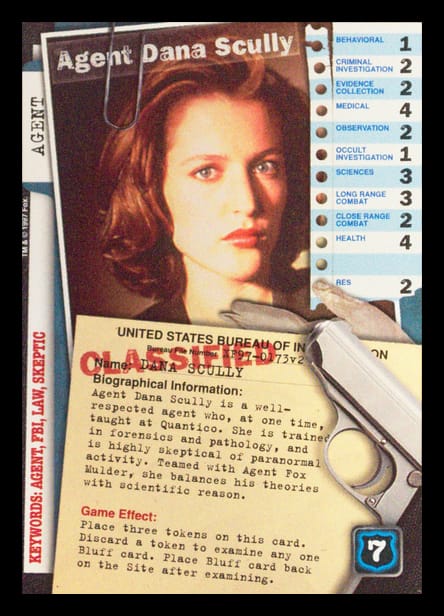 Agent Dana Scully
AGENT
TM & © 1997 Fox.
KEYWORDS: AGENT, FBI, LAW, SKEPTIC
BEHAVIORAL 1
CRIMINAL
INVESTIGATION 2
EVIDENCE
COLLECTION 2
MEDICAL 4
OBSERVATION 2
OCCULT
INVESTIGATION 1
SCIENCES 3
LONG RANGE
COMBAT 3
CLOSE RANGE
COMBAT 2
HEALTH 4
RES 2
UNITED STATES BUREAU OF IN ON
Bureau File Number XF97-0173v2
CLASSIFIED
Name: DANA SCULLY
Biographical Information:
Agent Dana Scully is a well-
respected agent who, at one time,
taught at Quantico. She is trained
in forensics and pathology, and
is highly skeptical of paranormal
activity. Teamed with Agent Fox
Mulder, she balances his theories
with scientific reason.
Game Effect:
Place three tokens on this card.
Discard a token to examine any one
Bluff card. Place Bluff card back
on the Site after examining.
7